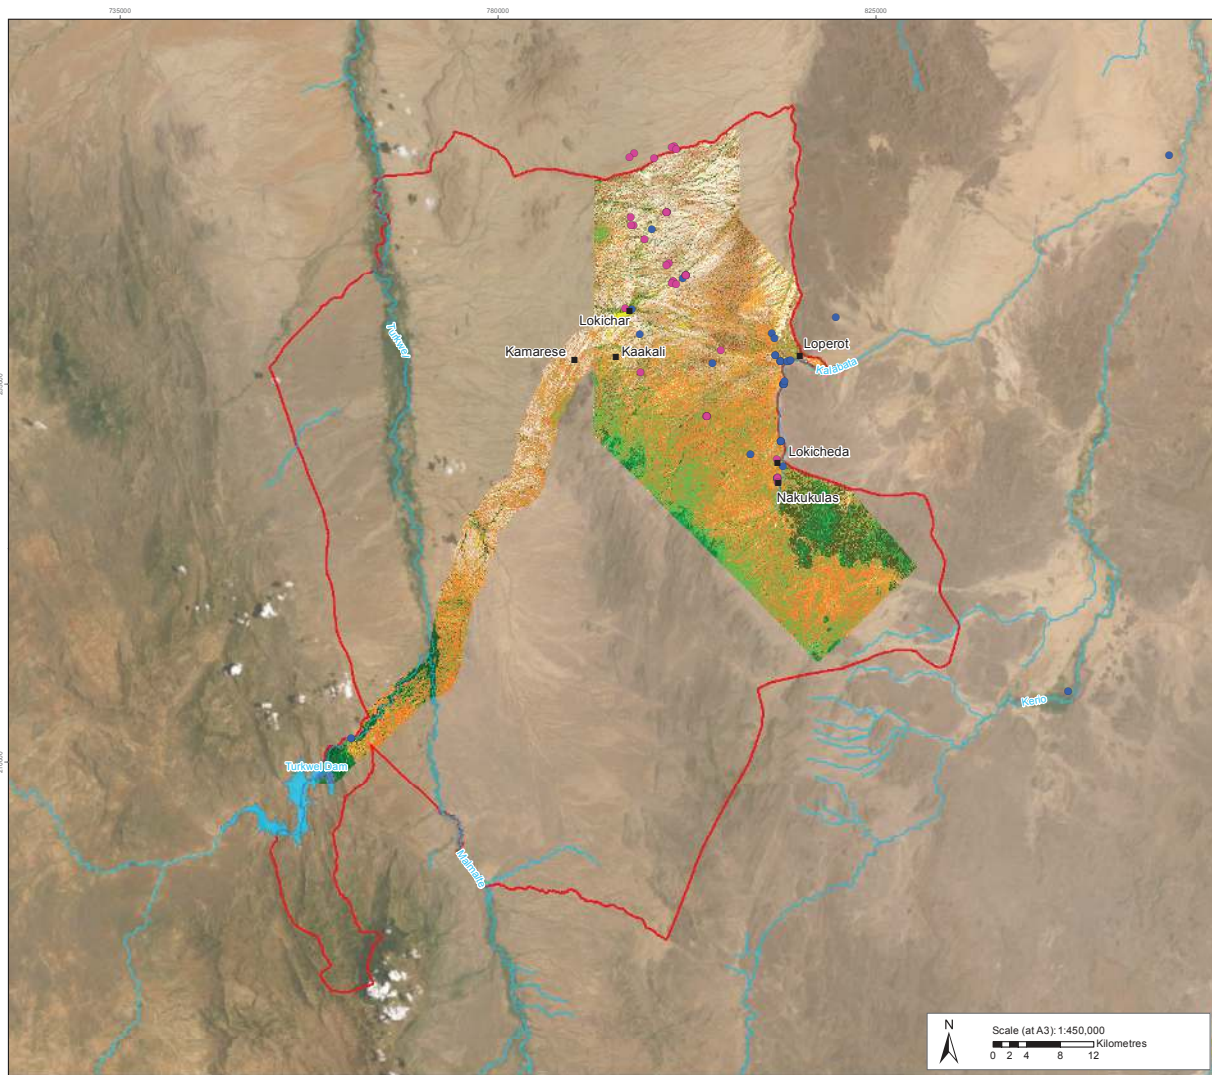 735000
780000
825000
Turkwel
Lokichar
Kamarese
Kaakali
Loperot
Kalabata
Lokicheda
Nakukulas
Kerio
Turkwel Dam
Malmalte
N
Scale (at A3): 1:450,000
Kilometres
0 2 4 8 12